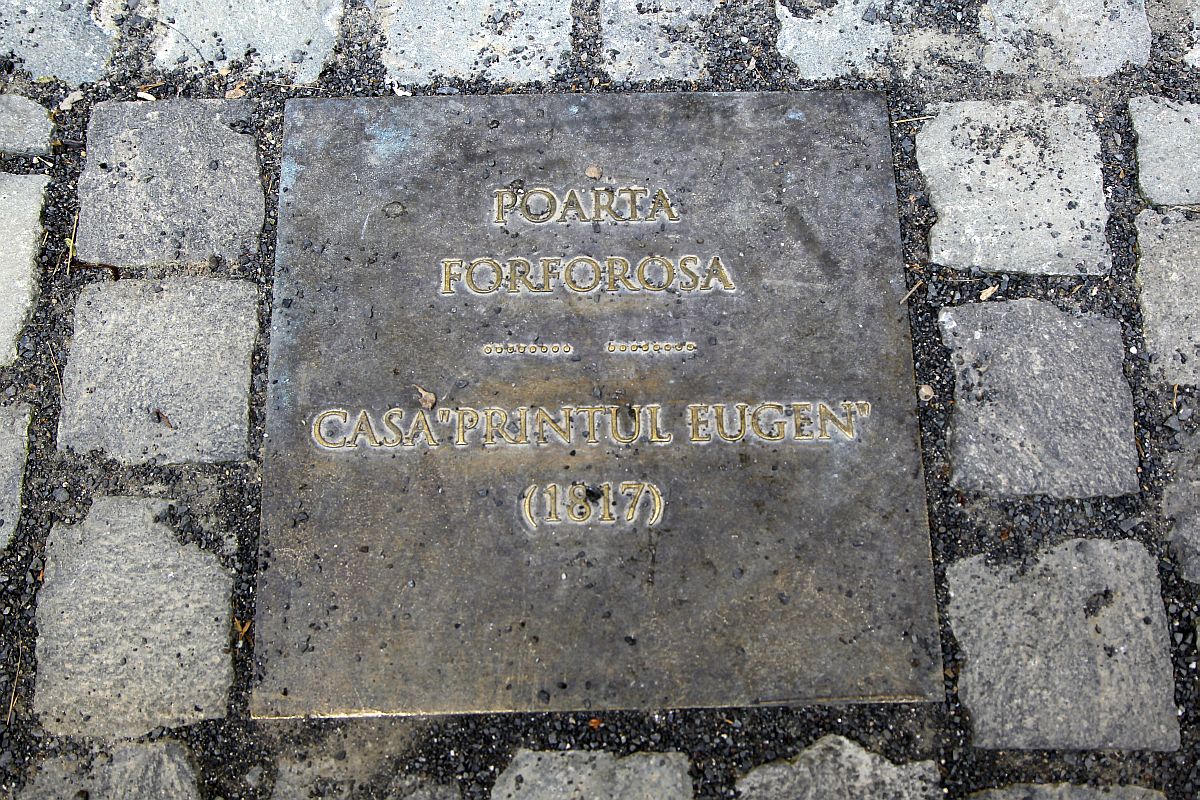 POARTA
FORFOROSA
CASA"PRINTUL EUGEN"
(1817)